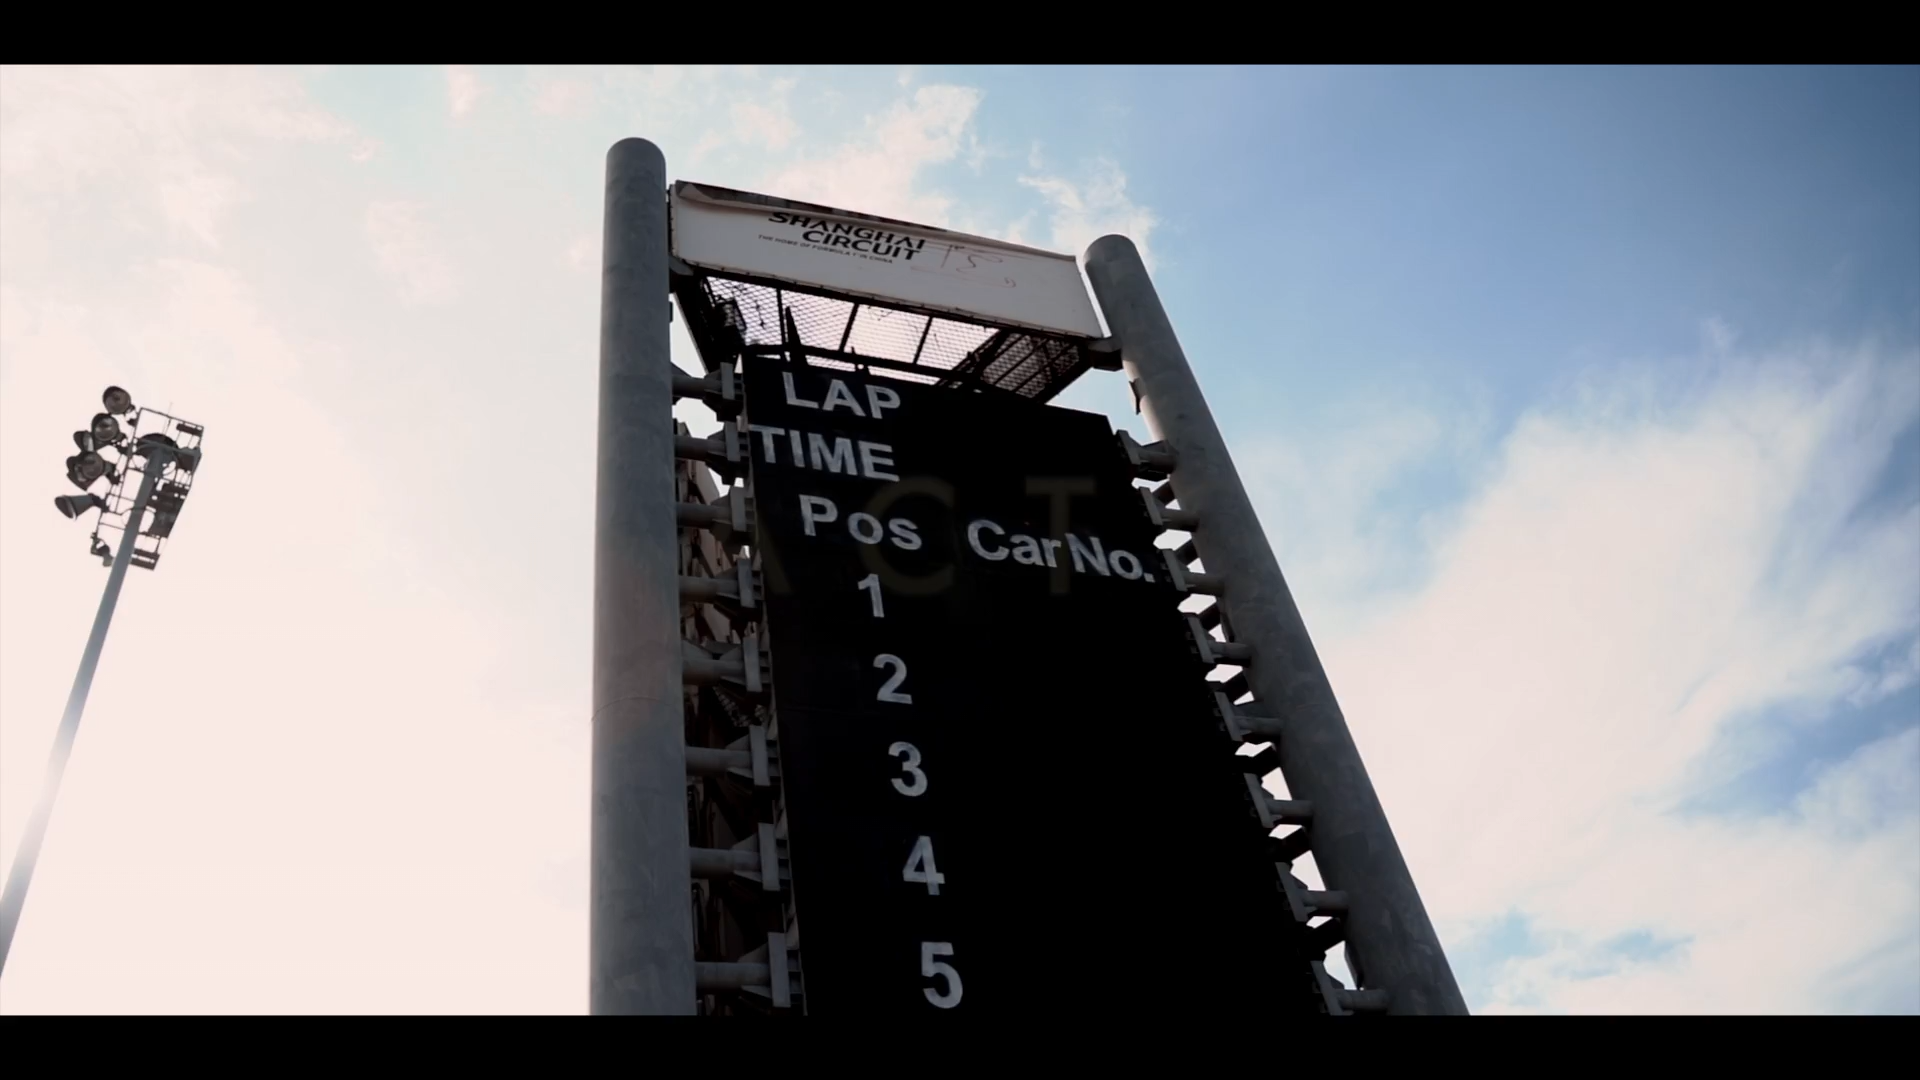 SHANGHAI
CIRCUIT
THE HOME OF FORMULA 1 IN CHINA
LAP
TIME
Pos Car No.
1
2
3
4
5
ACT